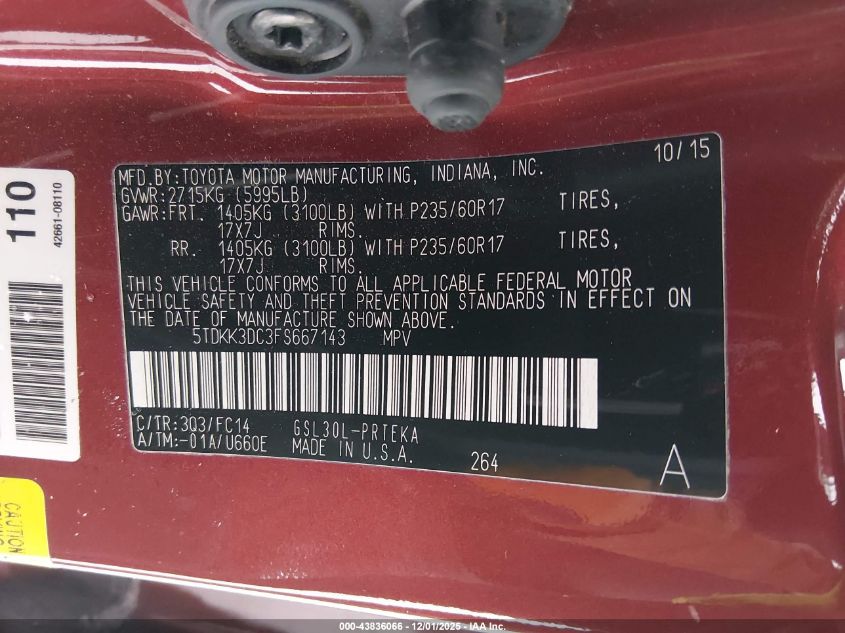 MFD.BY:TOYOTA MOTOR MANUFACTURING, INDIANA, INC. 10/15
GVWR:2715KG (5995LB)
GAWR:FRT. 1405KG (3100LB) WITH P235/60R17 TIRES,
17X7J RIMS.
RR. 1405KG (3100LB) WITH P235/60R17 TIRES,
17X7J RIMS.
THIS VEHICLE CONFORMS TO ALL APPLICABLE FEDERAL MOTOR
VEHICLE SAFETY AND THEFT PREVENTION STANDARDS IN EFFECT ON
THE DATE OF MANUFACTURE SHOWN ABOVE.
5TDKK3DC3FS667143 MPV
C/TR:3Q3/FC14 GSL30L-PRTEKA
A/TM:-01A/U660E MADE IN U.S.A. 264 A
110
42661-08110
CAUTION
000-43836066 - 12/01/2025 - IAA Inc.